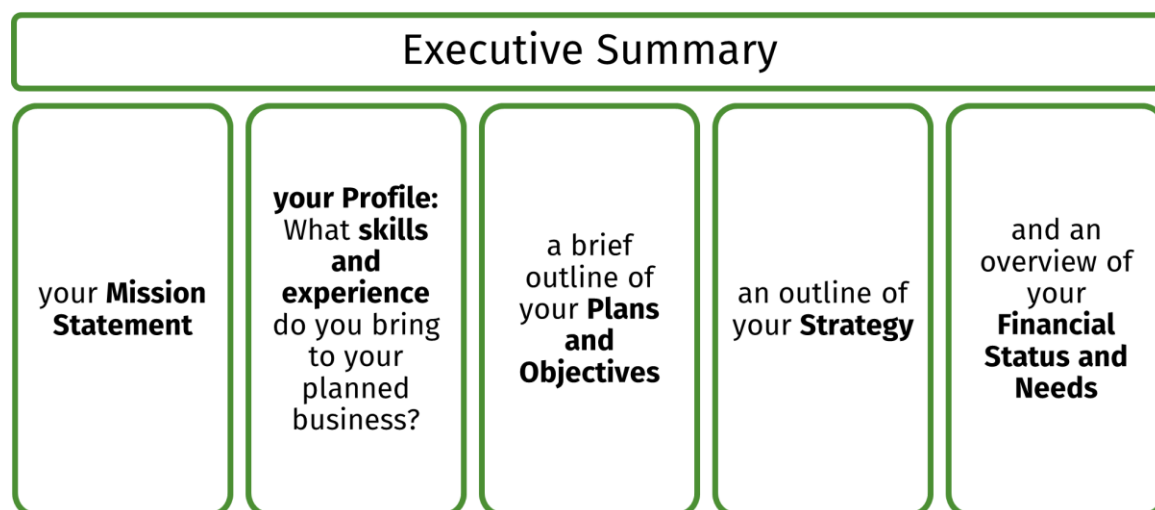 Executive Summary
your Mission
Statement
your Profile:
What skills
and
experience
do you bring
to your
planned
business?
a brief
outline of
your Plans
and
Objectives
an outline of
your Strategy
and an
overview of
your
Financial
Status and
Needs